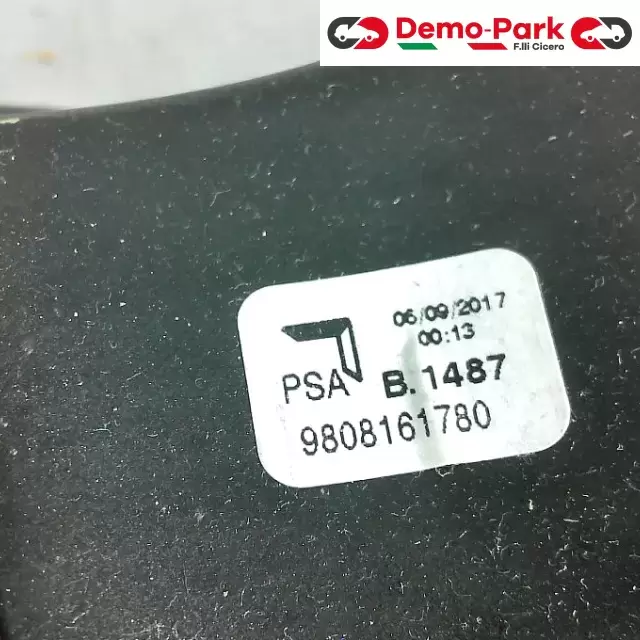 Demo-Park
F.lli Cicero
06/09/2017
00:13
PSA B.1487
9808161780